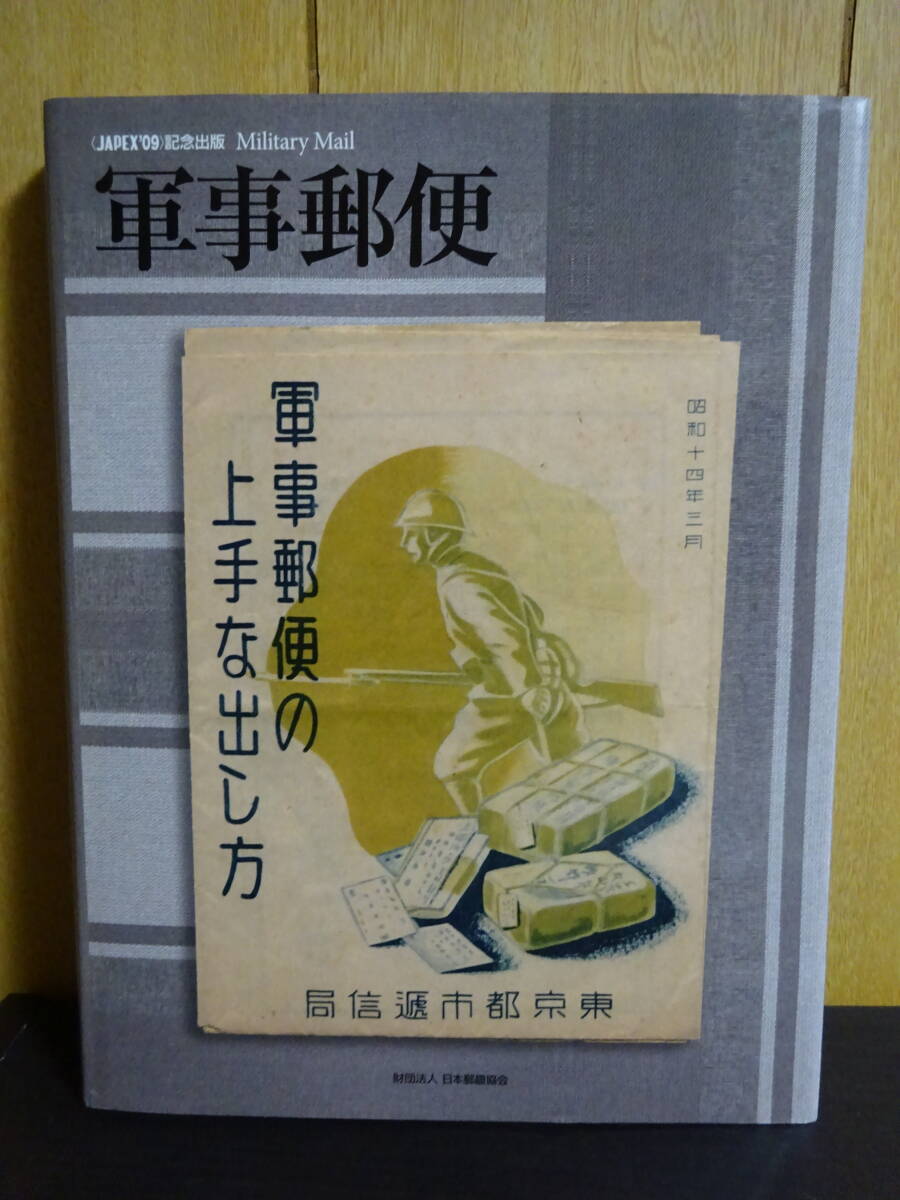 〈JAPEX'09〉記念出版 Military Mail
軍事郵便
昭和十四年三月
軍事郵便の
上手な出し方
局信遞市都京東
財団法人 日本郵趣協会